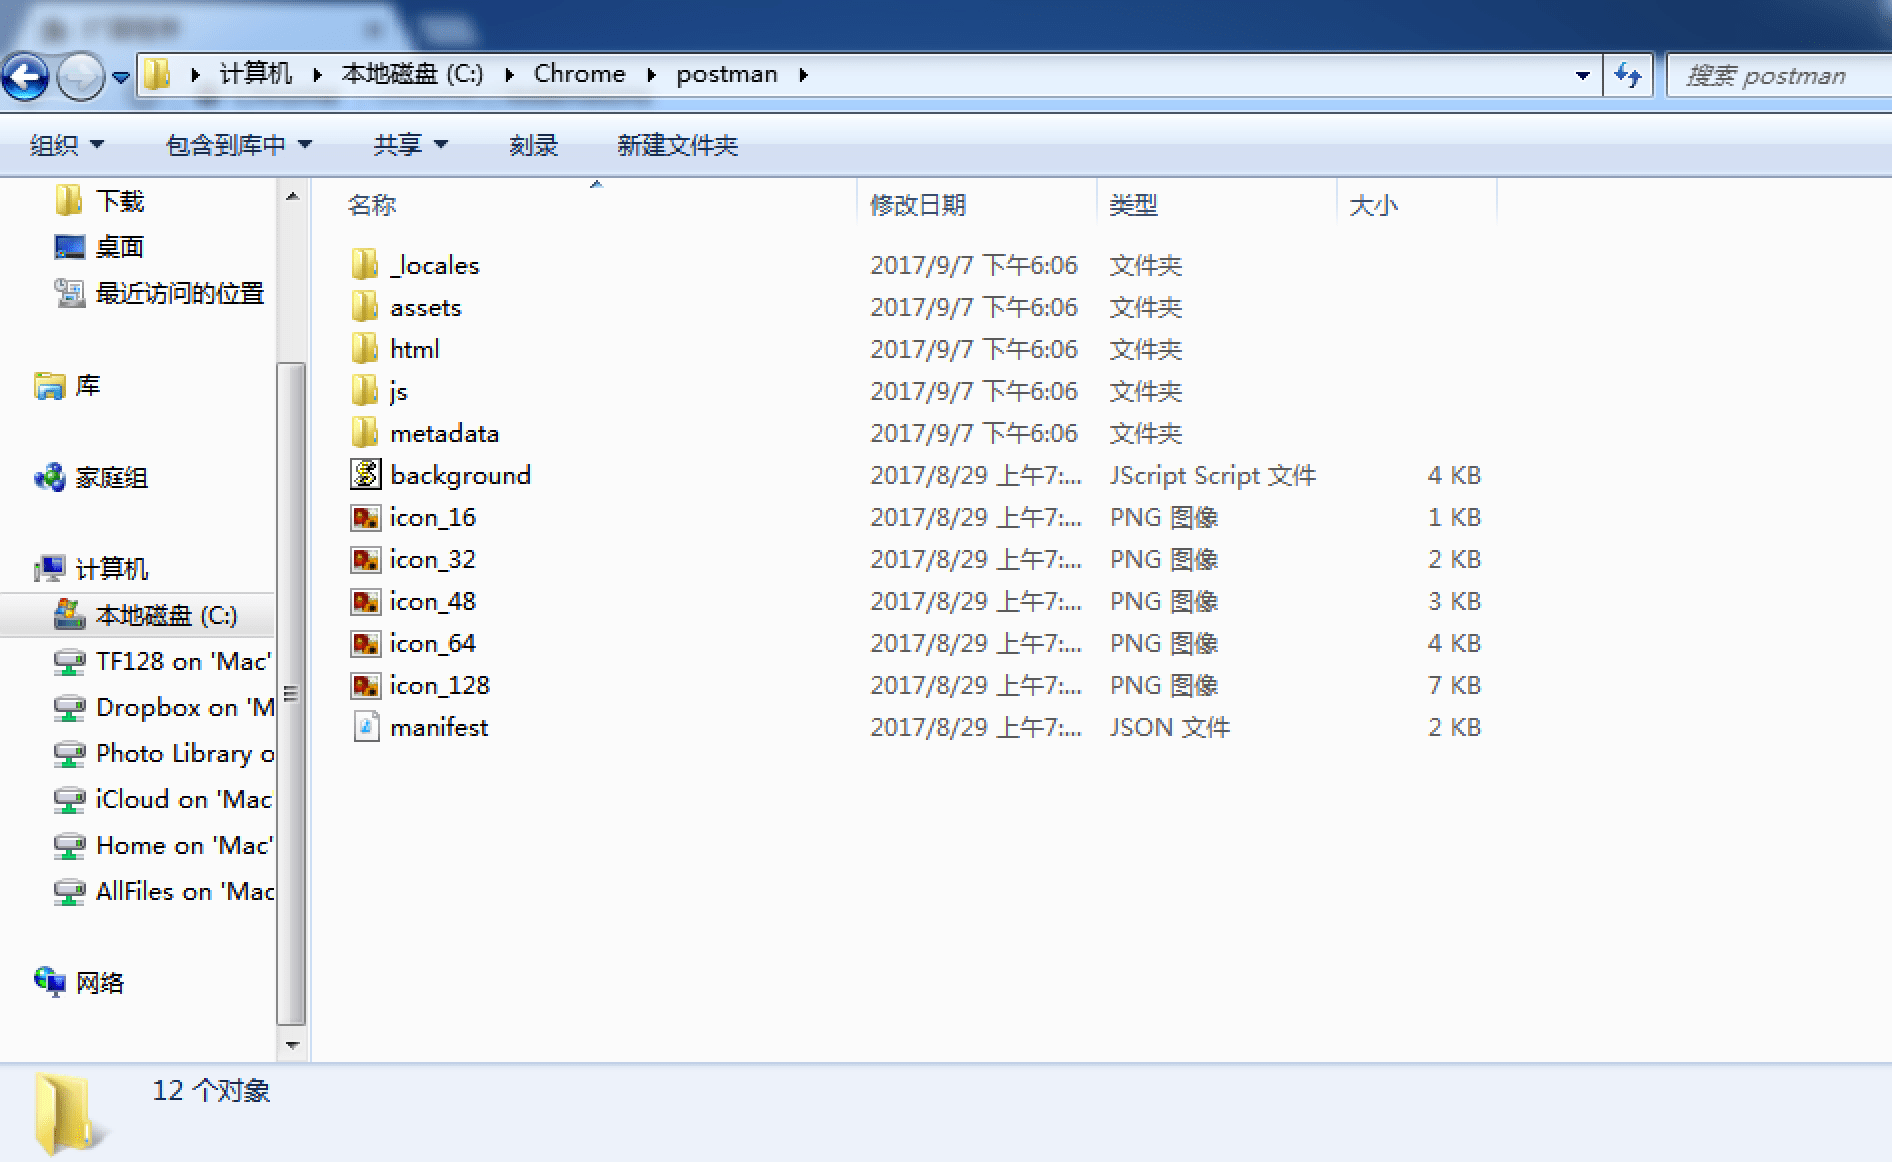 计算机 本地磁盘 (C:) Chrome postman 搜索 postman
组织 包含到库中 共享 刻录 新建文件夹
下载
桌面
最近访问的位置
库
家庭组
计算机
本地磁盘 (C:)
TF128 on 'Mac'
Dropbox on 'M
Photo Library o
iCloud on 'Mac
Home on 'Mac'
AllFiles on 'Mac
网络
名称 修改日期 类型 大小
_locales 2017/9/7 下午6:06 文件夹
assets 2017/9/7 下午6:06 文件夹
html 2017/9/7 下午6:06 文件夹
js 2017/9/7 下午6:06 文件夹
metadata 2017/9/7 下午6:06 文件夹
background 2017/8/29 上午7:... JScript Script 文件 4 KB
icon_16 2017/8/29 上午7:... PNG 图像 1 KB
icon_32 2017/8/29 上午7:... PNG 图像 2 KB
icon_48 2017/8/29 上午7:... PNG 图像 3 KB
icon_64 2017/8/29 上午7:... PNG 图像 4 KB
icon_128 2017/8/29 上午7:... PNG 图像 7 KB
manifest 2017/8/29 上午7:... JSON 文件 2 KB
12 个对象